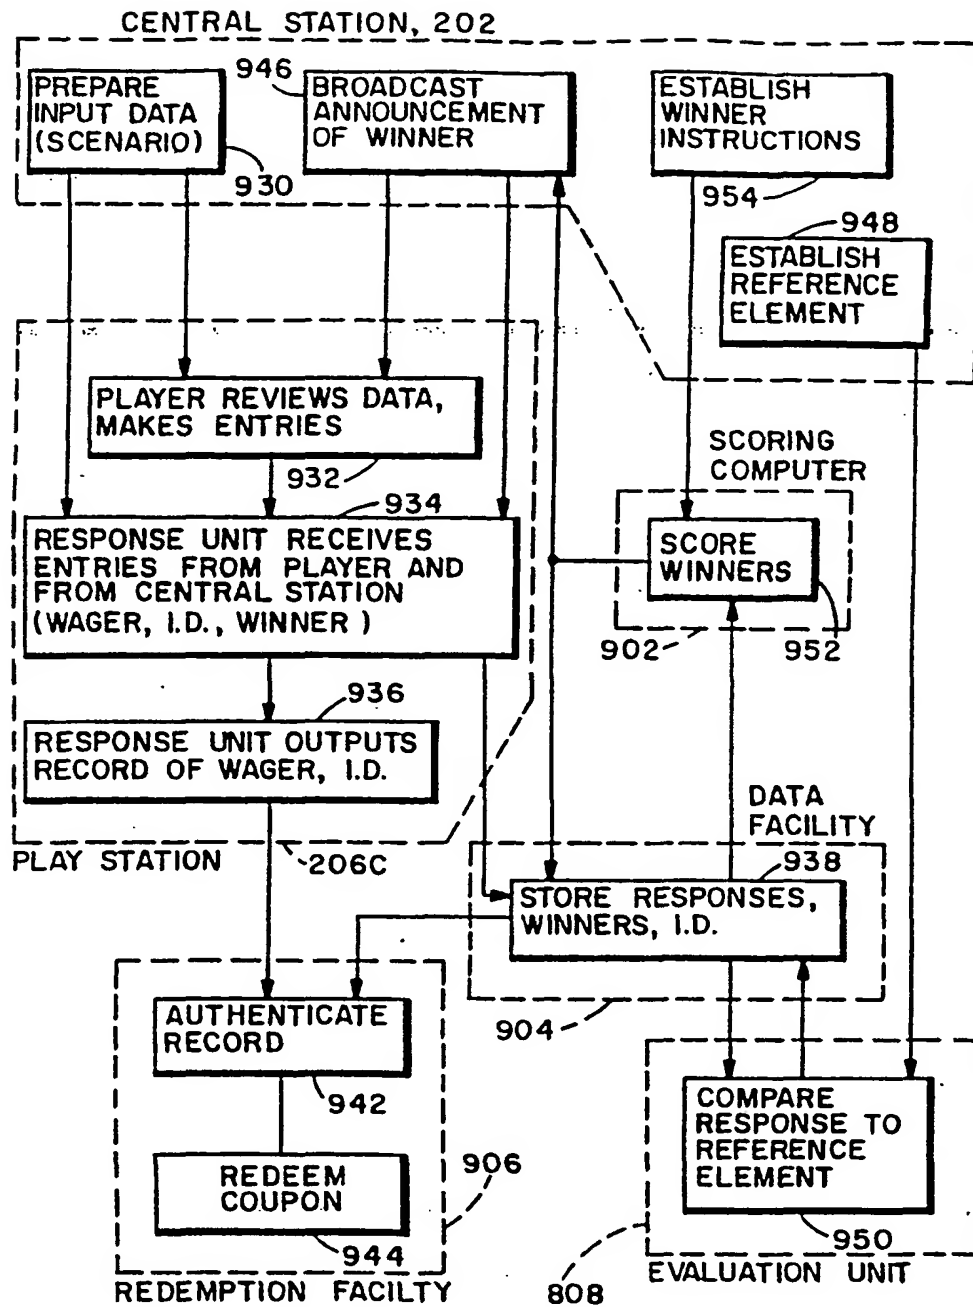 CENTRAL STATION, 202
PREPARE
INPUT DATA
(SCENARIO)
930
946
BROADCAST
ANNOUNCEMENT
OF WINNER
ESTABLISH
WINNER
INSTRUCTIONS
954
948
ESTABLISH
REFERENCE
ELEMENT
PLAYER REVIEWS DATA,
MAKES ENTRIES
932
SCORING
COMPUTER
934
RESPONSE UNIT RECEIVES
ENTRIES FROM PLAYER AND
FROM CENTRAL STATION
(WAGER, I.D., WINNER)
SCORE
WINNERS
902
952
936
RESPONSE UNIT OUTPUTS
RECORD OF WAGER, I.D.
PLAY STATION
206C
DATA
FACILITY
938
STORE RESPONSES,
WINNERS, I.D.
904
AUTHENTICATE
RECORD
942
REDEEM
COUPON
944
906
REDEMPTION FACILTY
COMPARE
RESPONSE TO
REFERENCE
ELEMENT
950
808
EVALUATION UNIT